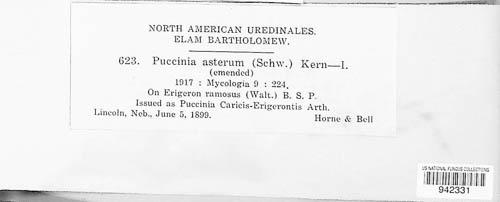 NORTH AMERICAN UREDINALES.
ELAM BARTHOLOMEW.
623. Puccinia asterum (Schw.) Kern—I.
(emended)
1917 : Mycologia 9 : 224.
On Erigeron ramosus (Walt.) B. S. P.
Issued as Puccinia Caricis-Erigerontis Arth.
Lincoln, Neb., June 5, 1899. Horne & Bell
US NATIONAL FUNGUS COLLECTIONS
942331